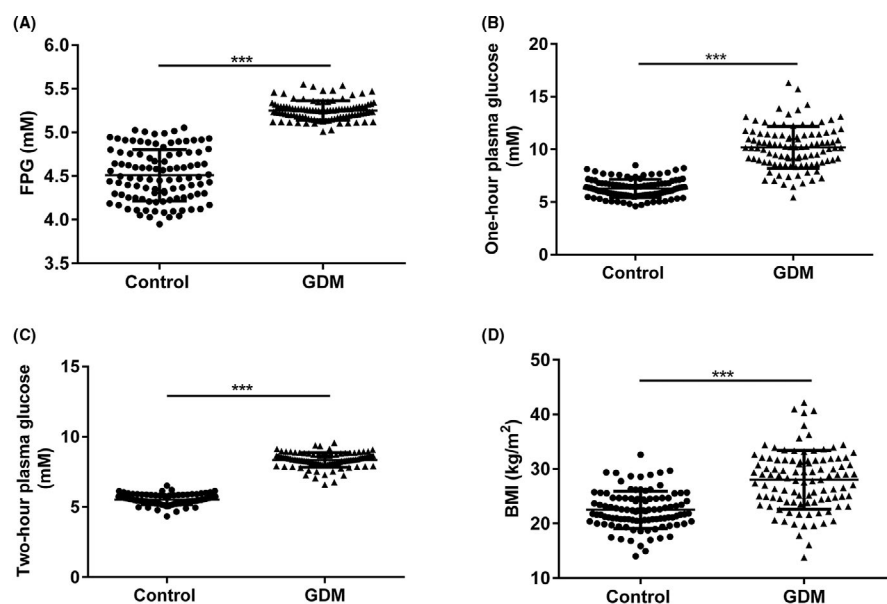 (A)
***
6.0
5.5
5.0
4.5
4.0
3.5
FPG (mM)
Control
GDM
(B)
***
20
15
10
5
0
One-hour plasma glucose
(mM)
Control
GDM
(C)
***
15
10
5
0
Two-hour plasma glucose
(mM)
Control
GDM
(D)
***
50
40
30
20
10
BMI (kg/m²)
Control
GDM